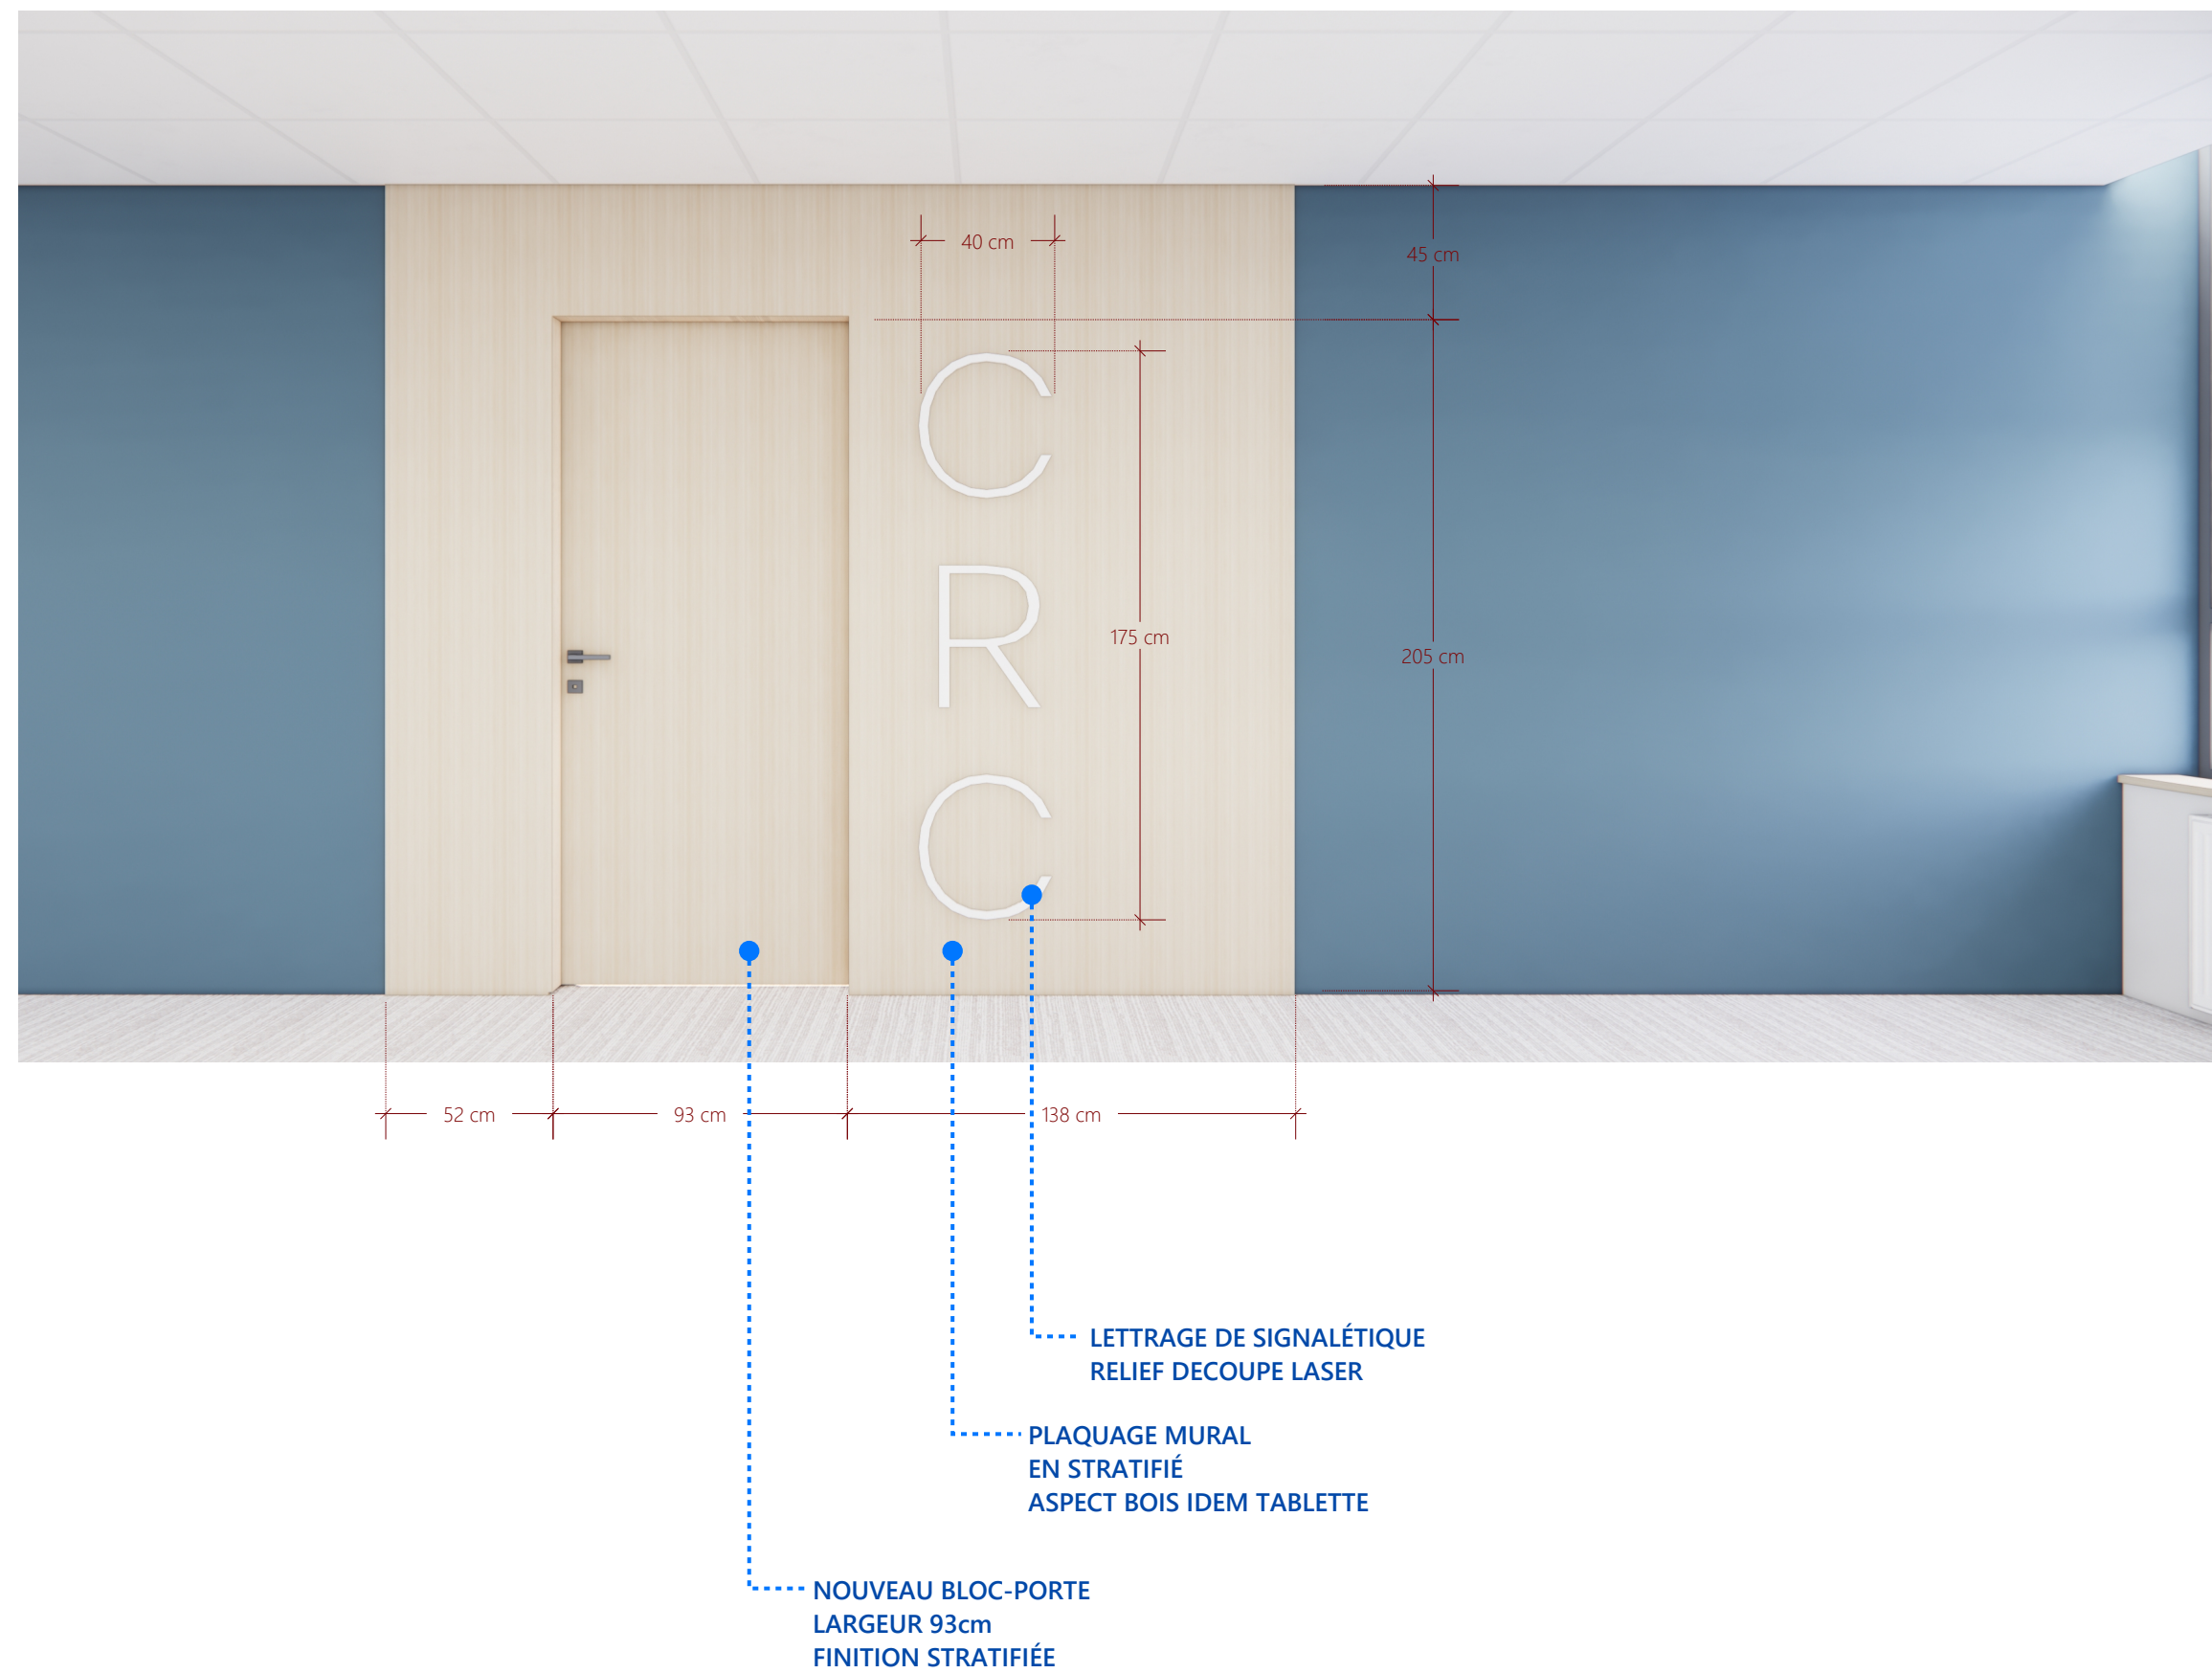 40 cm
45 cm
C
R
C
175 cm
205 cm
52 cm
93 cm
138 cm
LETTRAGE DE SIGNALÉTIQUE
RELIEF DECOUPE LASER
PLAQUAGE MURAL
EN STRATIFIÉ
ASPECT BOIS IDEM TABLETTE
NOUVEAU BLOC-PORTE
LARGEUR 93cm
FINITION STRATIFIÉE